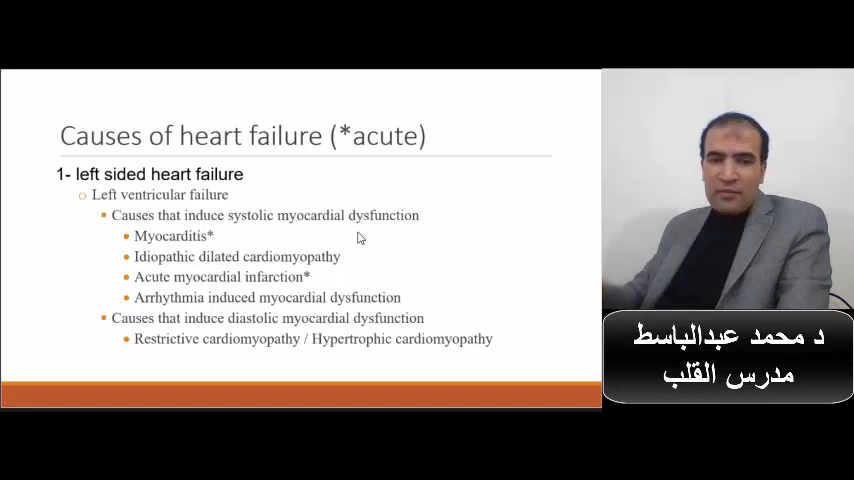 Causes of heart failure (*acute)
1- left sided heart failure
Left ventricular failure
Causes that induce systolic myocardial dysfunction
Myocarditis*
Idiopathic dilated cardiomyopathy
Acute myocardial infarction*
Arrhythmia induced myocardial dysfunction
Causes that induce diastolic myocardial dysfunction
Restrictive cardiomyopathy / Hypertrophic cardiomyopathy
د محمد عبدالباسط
مدرس القلب